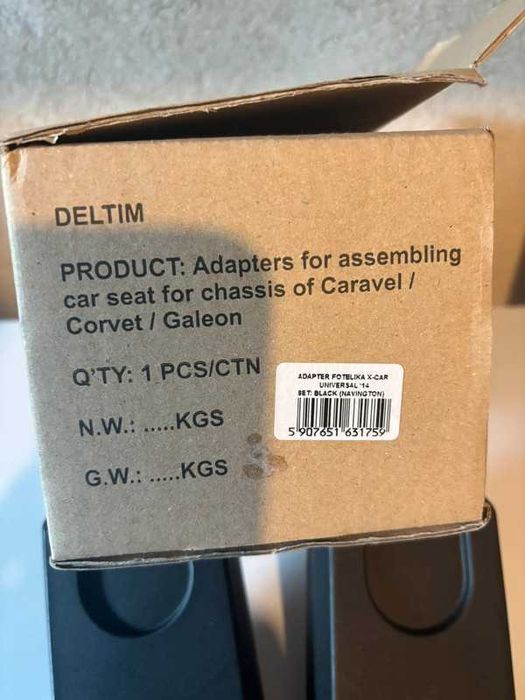 DELTIM
PRODUCT: Adapters for assembling
car seat for chassis of Caravel /
Corvet / Galeon
Q'TY: 1 PCS/CTN
N.W.: .....KGS
G.W.: .....KGS
ADAPTER FOTELIKA X-CAR
UNIVERSAL '14
SET: BLACK (NAVINGTON)
5 907651 631759